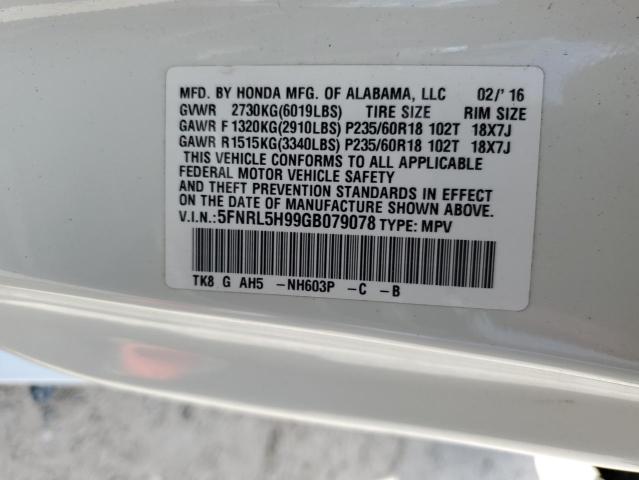 MFD. BY HONDA MFG. OF ALABAMA, LLC 02/'16
GVWR 2730KG(6019LBS) TIRE SIZE RIM SIZE
GAWR F1320KG(2910LBS) P235/60R18 102T 18X7J
GAWR R1515KG(3340LBS) P235/60R18 102T 18X7J
THIS VEHICLE CONFORMS TO ALL APPLICABLE
FEDERAL MOTOR VEHICLE SAFETY
AND THEFT PREVENTION STANDARDS IN EFFECT
ON THE DATE OF MANUFACTURE SHOWN ABOVE.
V.I.N.:5FNRL5H99GB079078 TYPE: MPV
TK8 G AH5 -NH603P -C -B